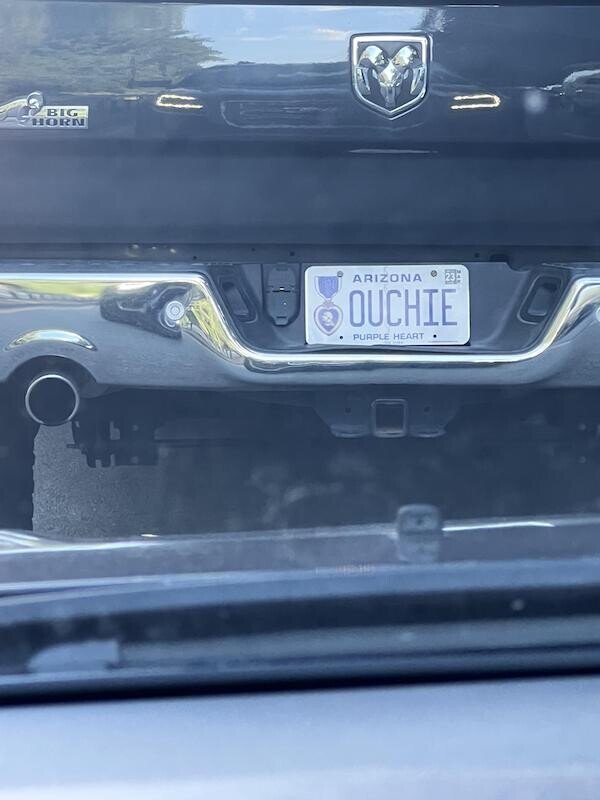 BIG
HORN
ARIZONA
23
OUCHIE
PURPLE HEART